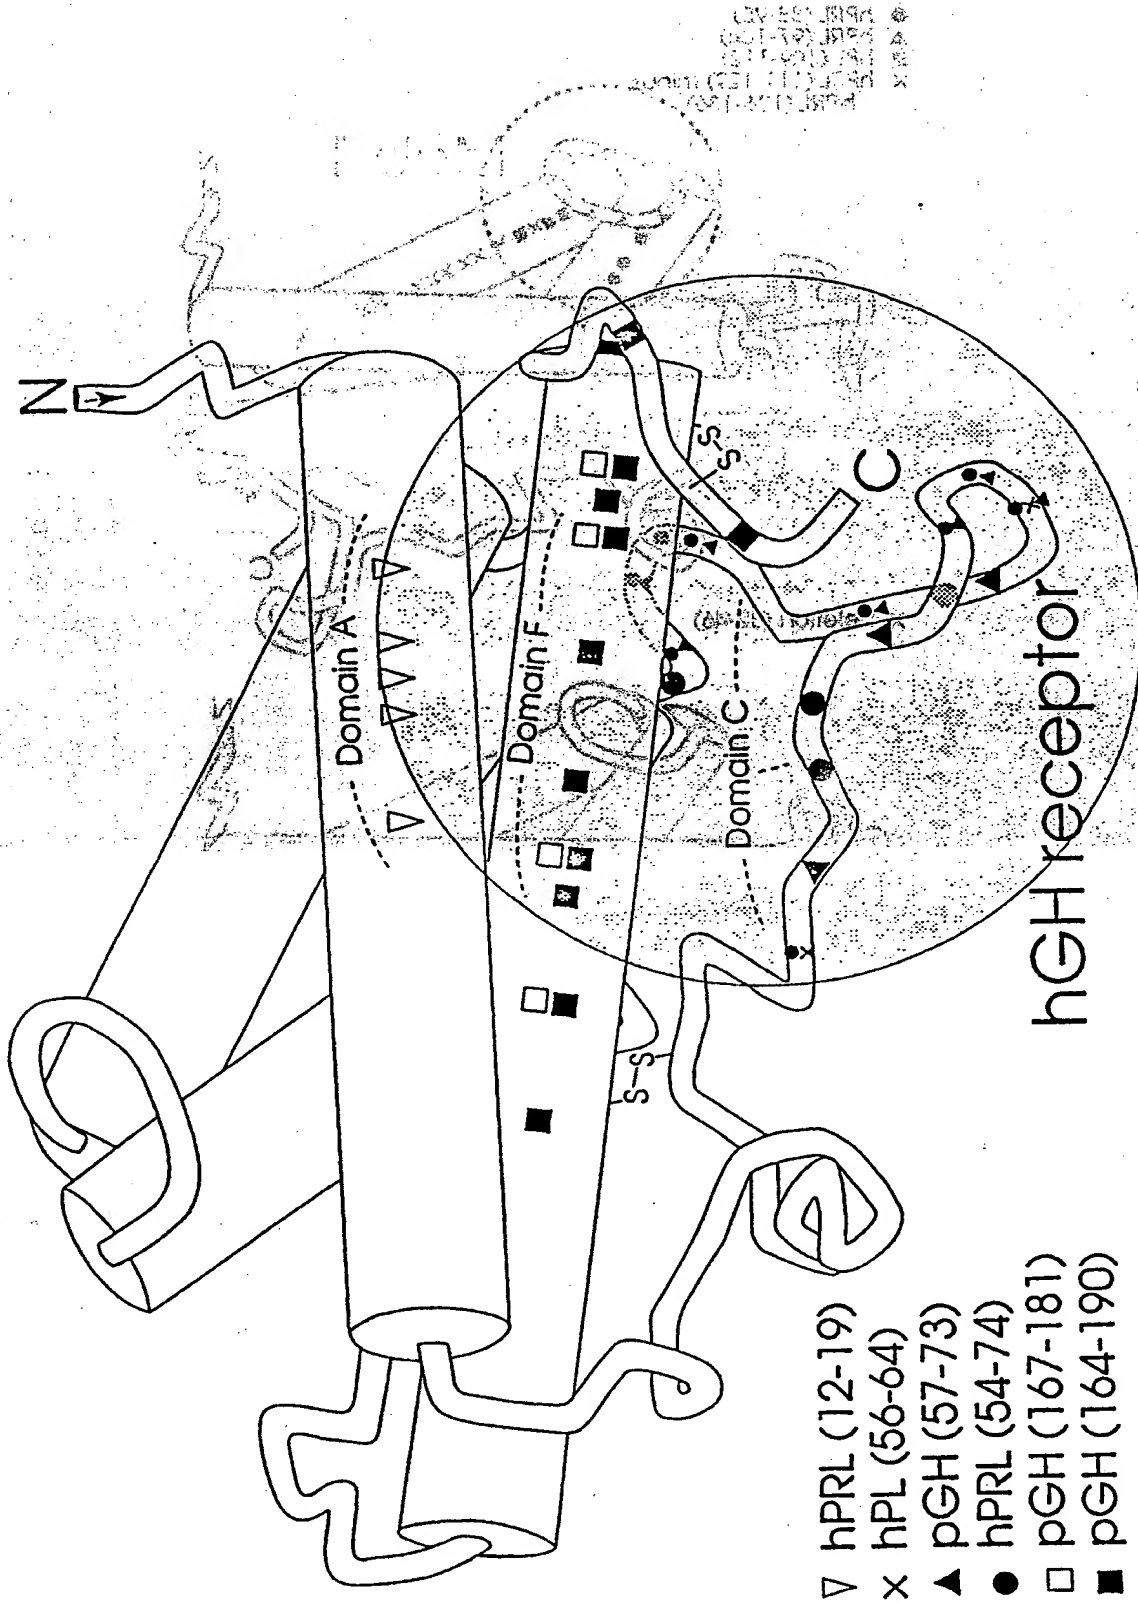 N
Domain A
Domain F
S-S
C
Domain C
S-S
hGH receptor
▽ hPRL (12-19)
× hPL (56-64)
▲ pGH (57-73)
● hPRL (54-74)
□ pGH (167-181)
■ pGH (164-190)